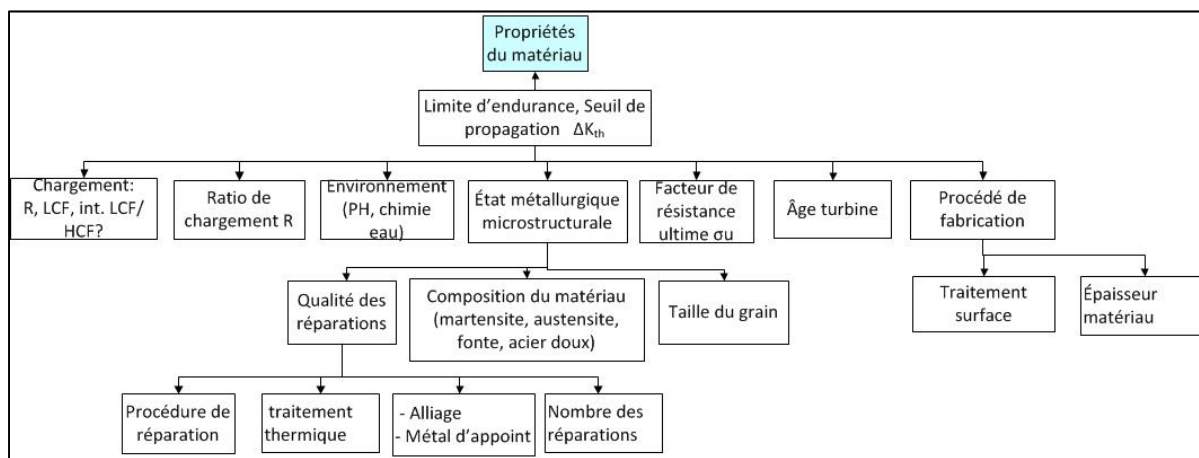 Propriétés
du matériau
Limite d'endurance, Seuil de
propagation ΔKth
Chargement:
R, LCF, int. LCF/
HCF?
Ratio de
chargement R
Environnement
(PH, chimie
eau)
État métallurgique
microstructurale
Facteur de
résistance
ultime σu
Âge turbine
Procédé de
fabrication
Qualité des
réparations
Composition du matériau
(martensite, austensite,
fonte, acier doux)
Taille du grain
Traitement
surface
Épaisseur
matériau
Procédure de
réparation
traitement
thermique
- Alliage
- Métal d'appoint
Nombre des
réparations